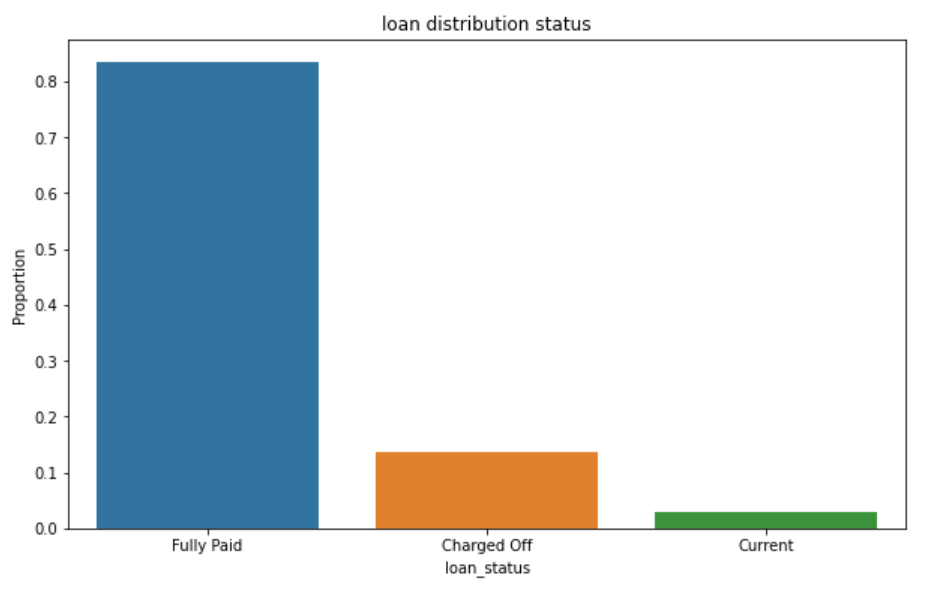 loan distribution status
0.8
0.7
0.6
0.5
0.4
0.3
0.2
0.1
0.0
Proportion
Fully Paid Charged Off Current
loan_status